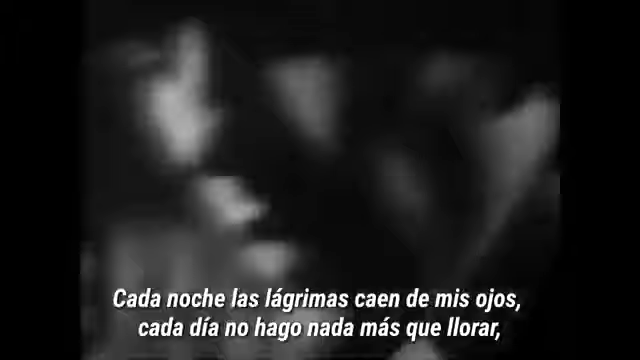 Cada noche las lágrimas caen de mis ojos,
cada día no hago nada más que llorar,